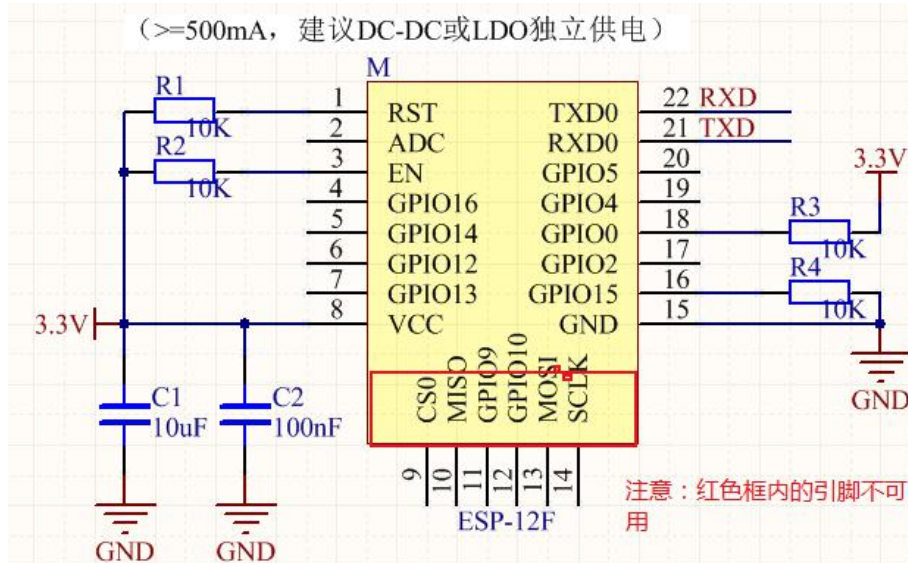 （>=500mA，建议DC-DC或LDO独立供电）
M
R1
10K
R2
10K
3.3V
C1
10uF
C2
100nF
GND
GND
1
2
3
4
5
6
7
8
RST
ADC
EN
GPIO16
GPIO14
GPIO12
GPIO13
VCC
TXD0
RXD0
GPIO5
GPIO4
GPIO0
GPIO2
GPIO15
GND
22 RXD
21 TXD
20
19
18
17
16
15
3.3V
R3
10K
R4
10K
GND
CS0
MISO
GPIO9
GPIO10
MOSI
SCLK
9
10
11
12
13
14
ESP-12F
注意：红色框内的引脚不可
用